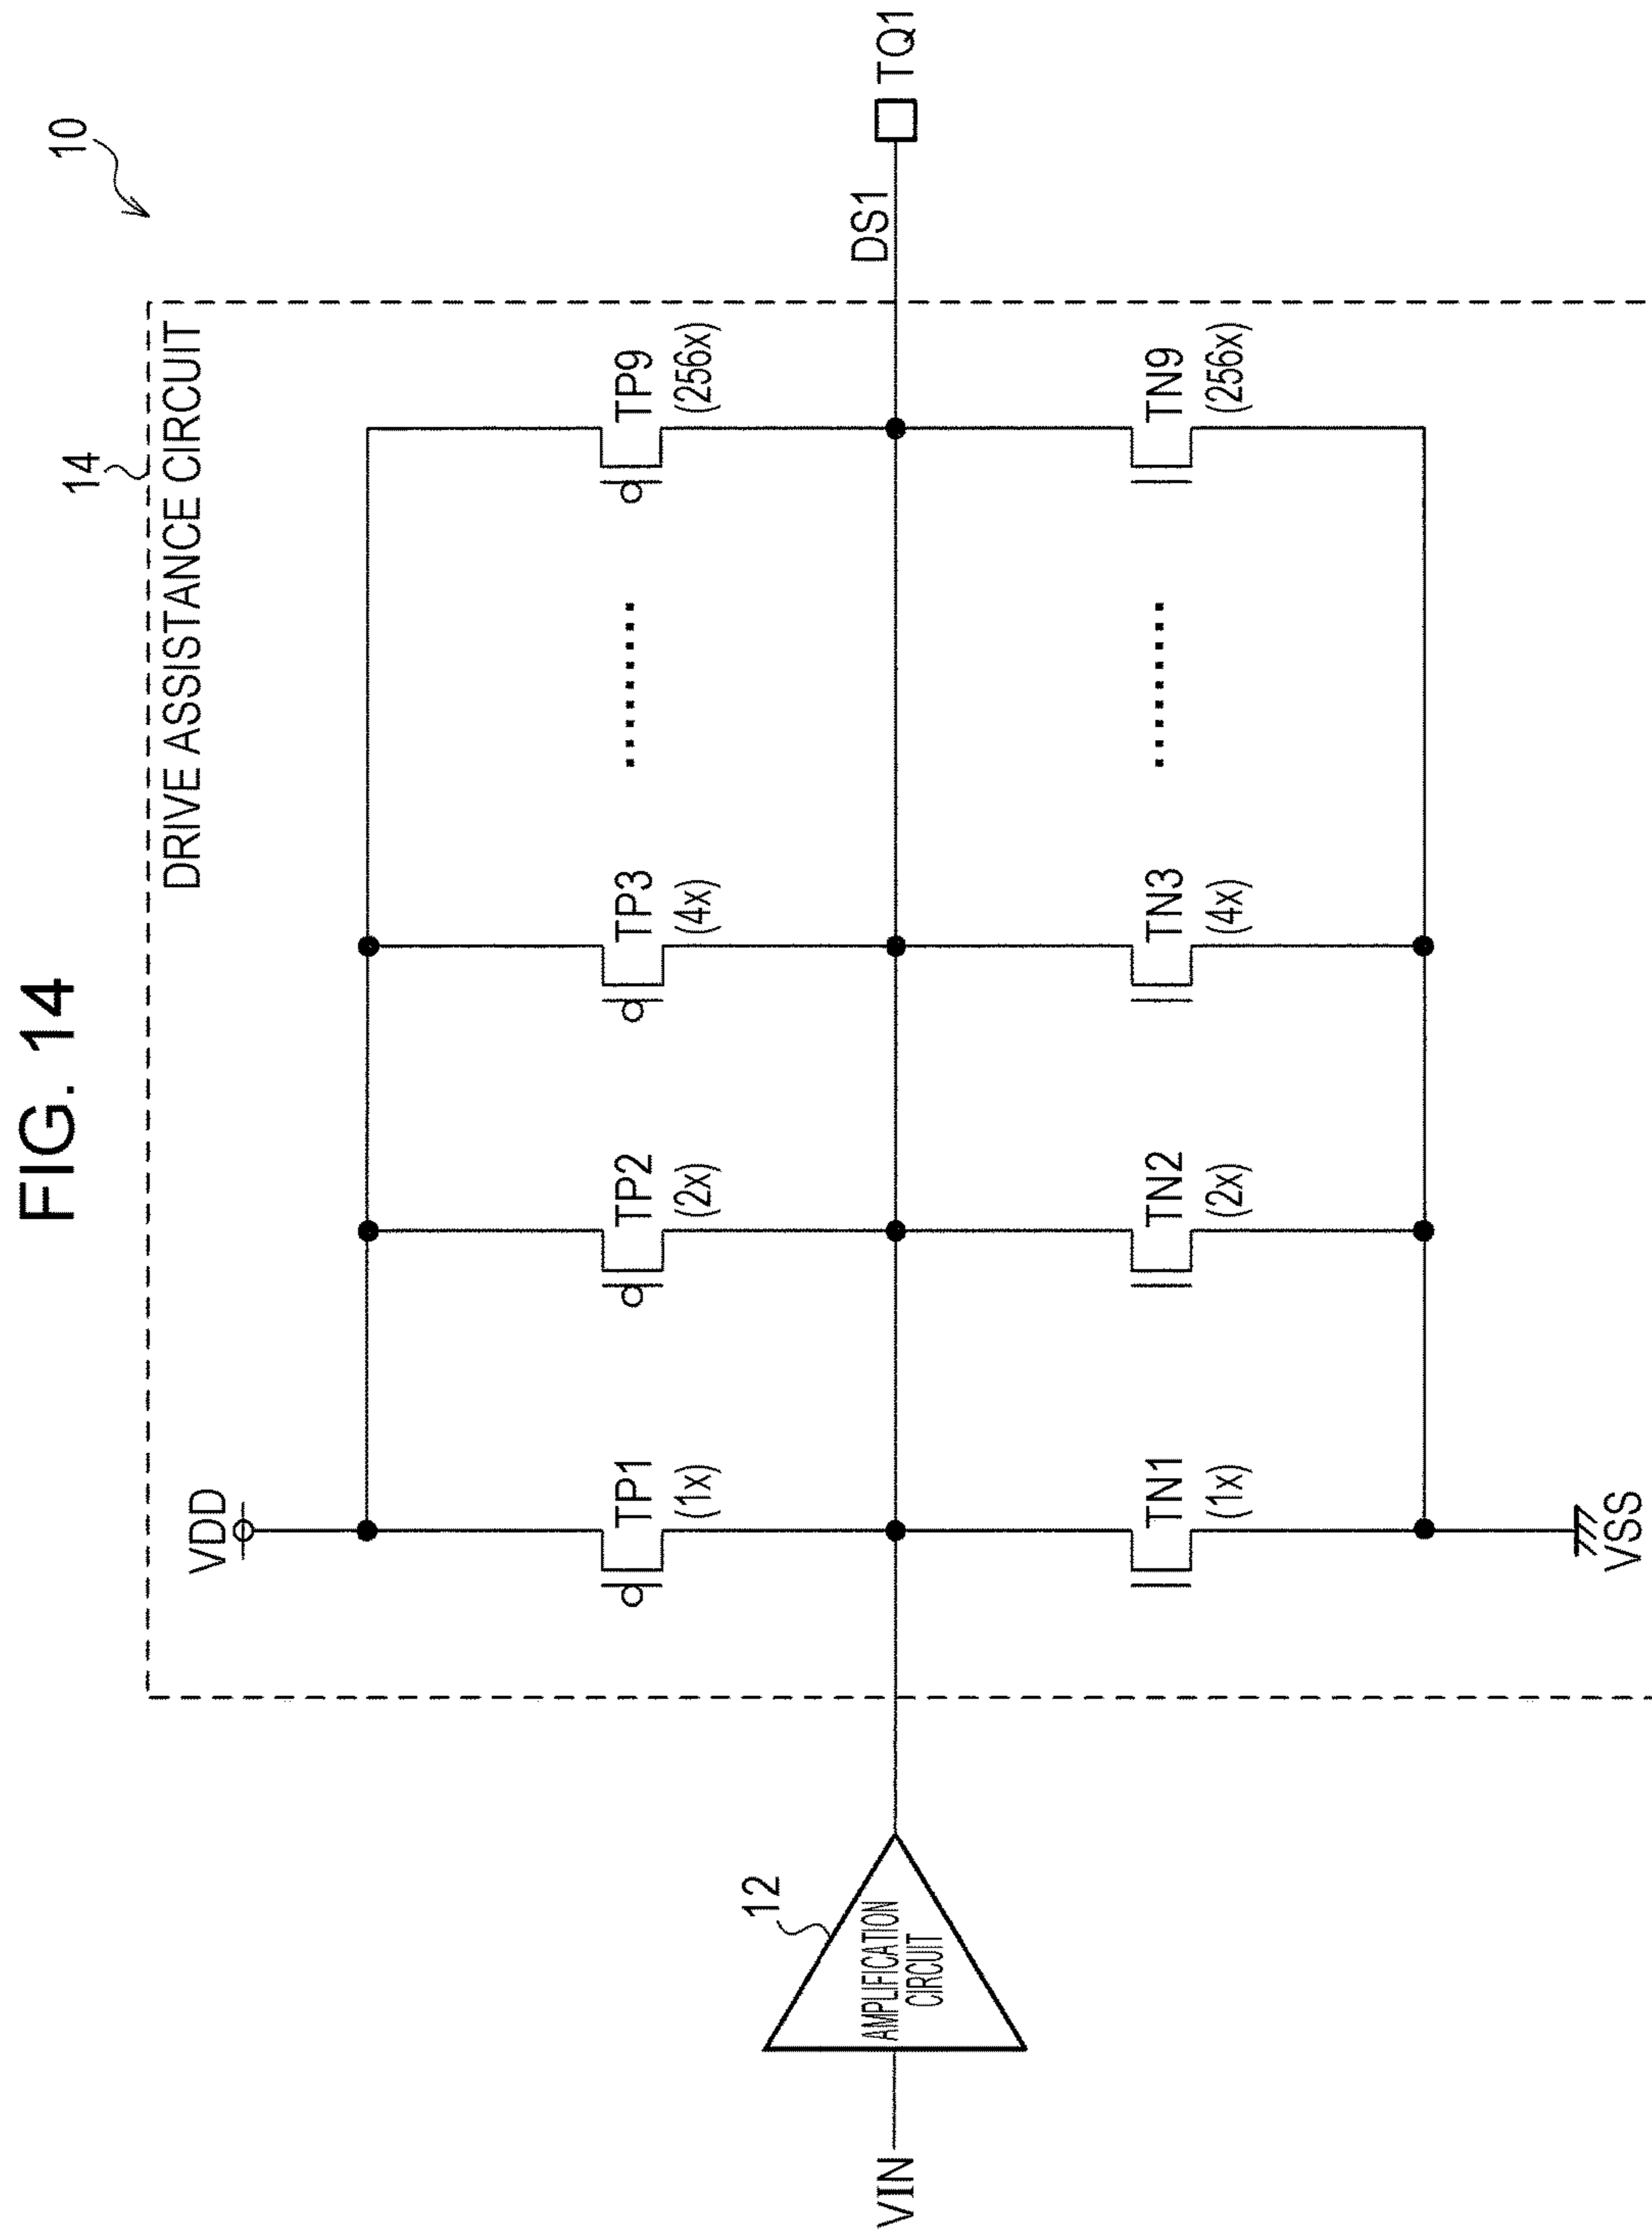 FIG. 14
10
14
DRIVE ASSISTANCE CIRCUIT
VDD
TP1
(1x)
TP2
(2x)
TP3
(4x)
TP9
(256x)
12
AMPLIFICATION
CIRCUIT
VIN
DS1
TQ1
TN1
(1x)
TN2
(2x)
TN3
(4x)
TN9
(256x)
VSS